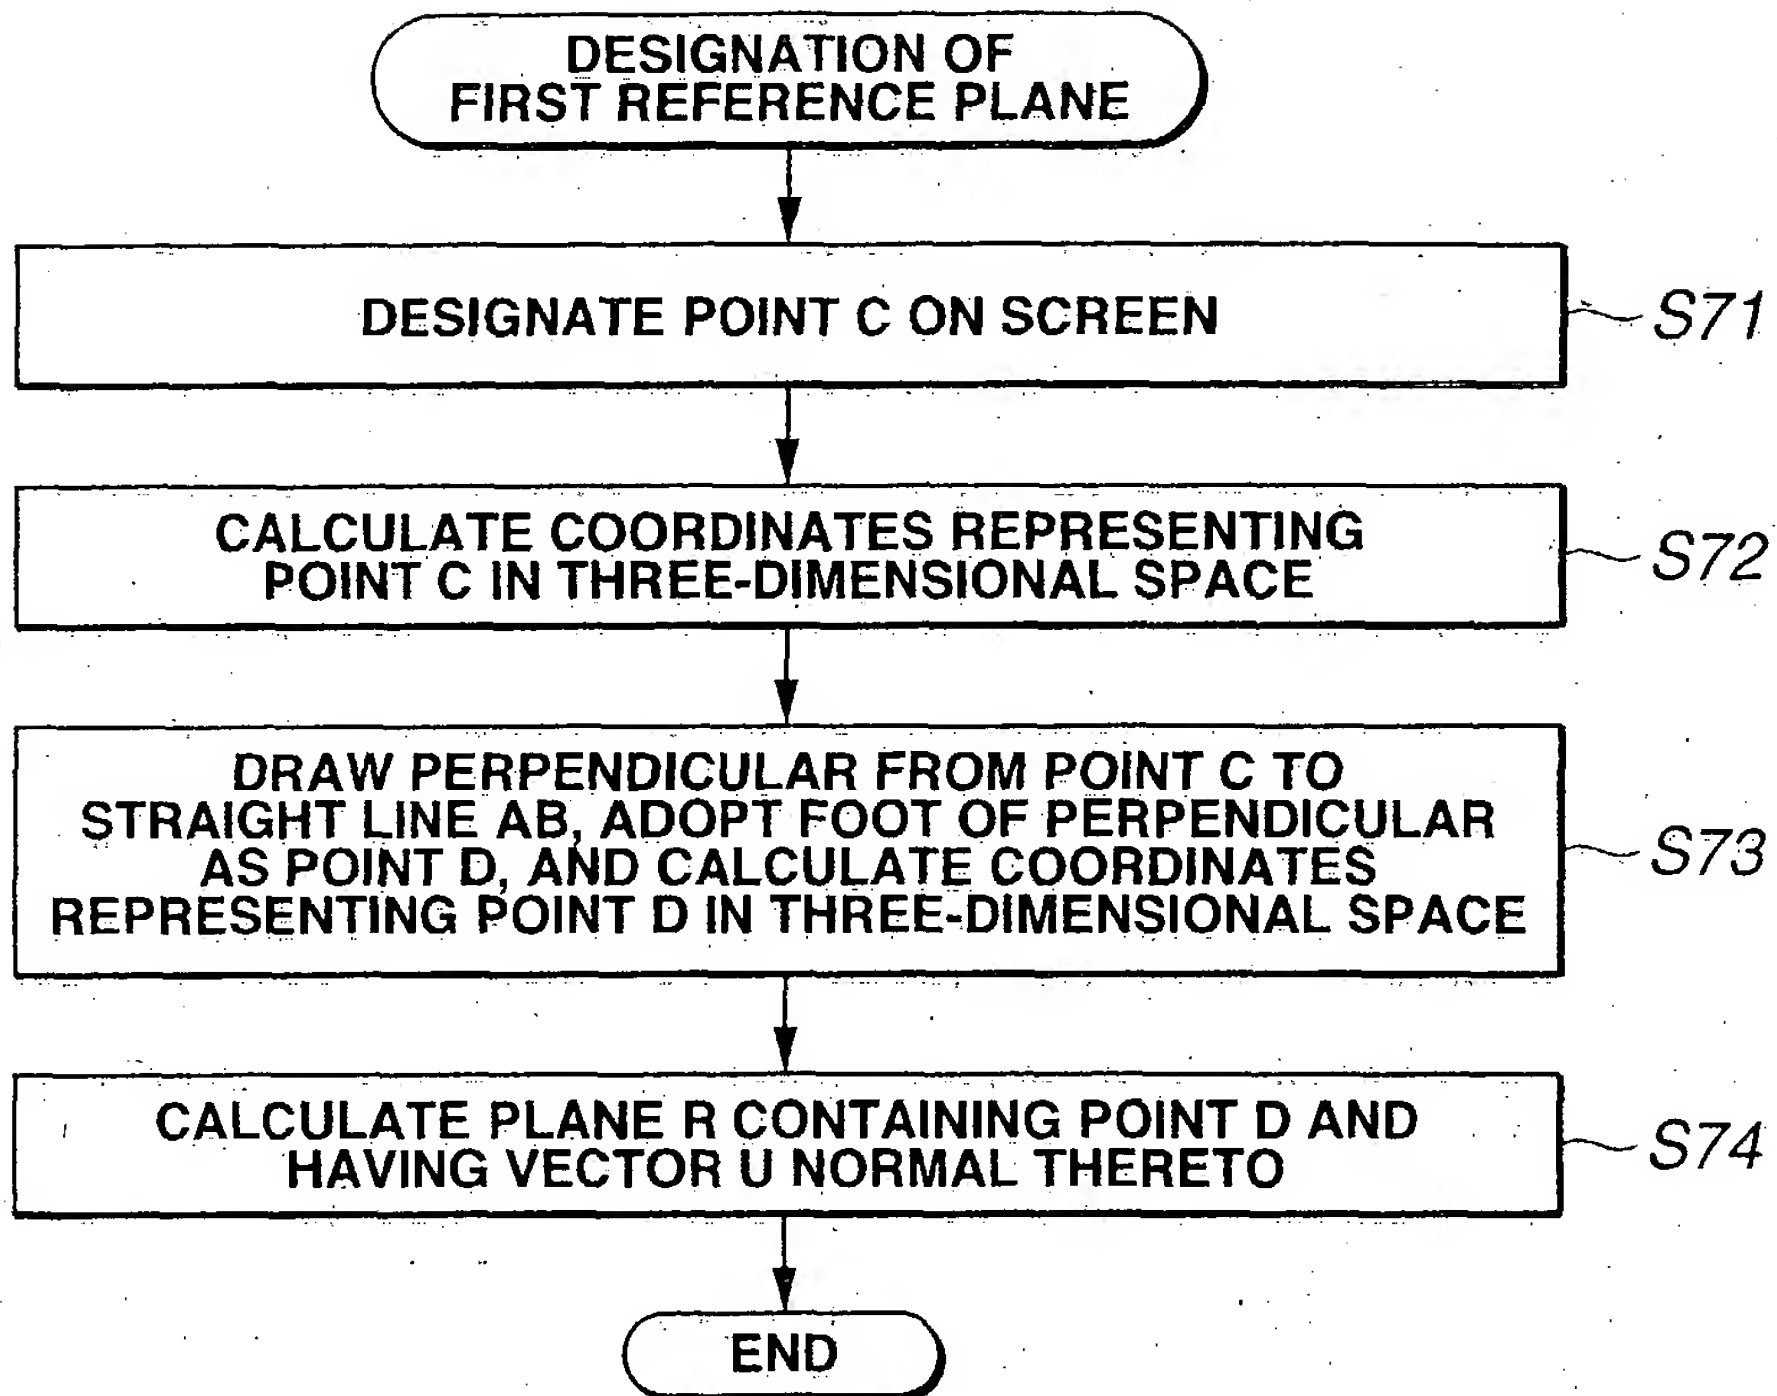 DESIGNATION OF
FIRST REFERENCE PLANE
DESIGNATE POINT C ON SCREEN
S71
CALCULATE COORDINATES REPRESENTING
POINT C IN THREE-DIMENSIONAL SPACE
S72
DRAW PERPENDICULAR FROM POINT C TO
STRAIGHT LINE AB, ADOPT FOOT OF PERPENDICULAR
AS POINT D, AND CALCULATE COORDINATES
REPRESENTING POINT D IN THREE-DIMENSIONAL SPACE
S73
CALCULATE PLANE R CONTAINING POINT D AND
HAVING VECTOR U NORMAL THERETO
S74
END